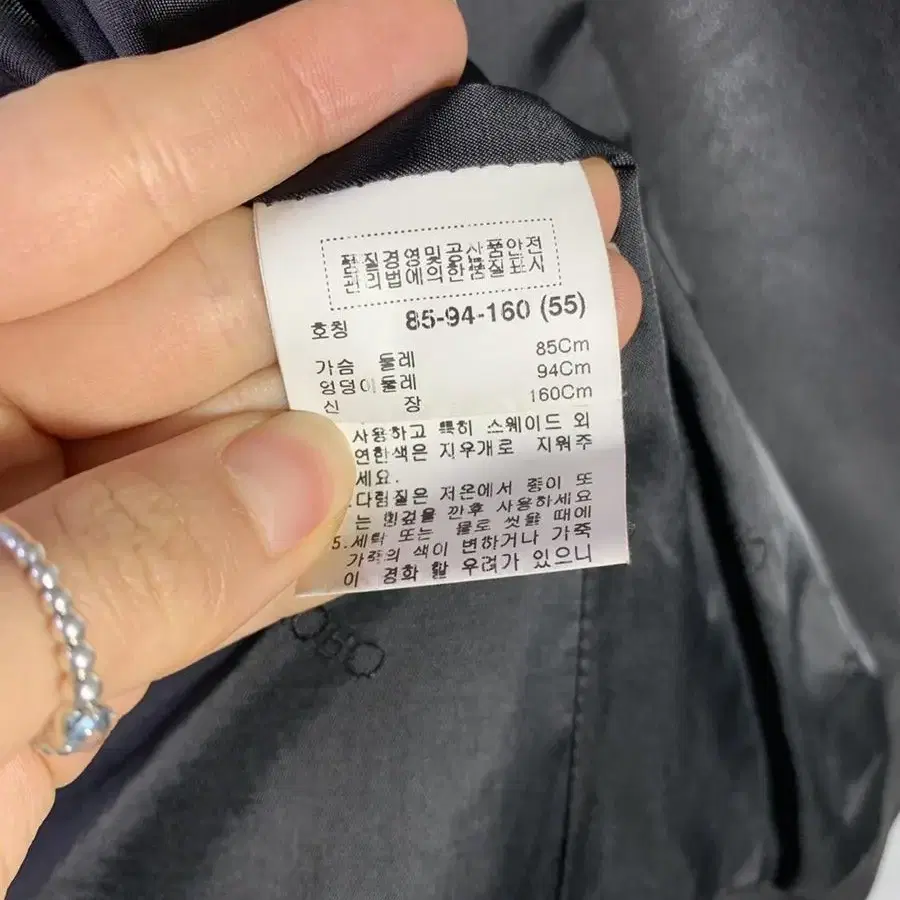 품질경영및공산품안전
관리법에의한품질표시
호칭 85-94-160 (55)
가슴 둘레 85Cm
엉덩이둘레 94Cm
신 장 160Cm
사용하고 특히 스웨이드 외
연한색은 지우개로 지워주
세요.
다림질은 저온에서 종이 또
는 헝겊을 깐후 사용하세요
5.세탁 또는 물로 씻을 때에
가죽의 색이 변하거나 가죽
이 경화 할 우려가 있으니